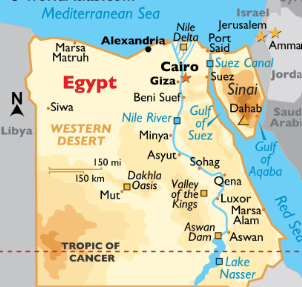 Mediterranean Sea
Israel
Jerusalem
Marsa
Matruh
Alexandria
Nile
Delta
Port
Said
Amma
Cairo
Suez Canal
Giza
Suez
Jorda
Egypt
Sinai
Siwa
Beni Suef
Dahab
N
Nile River
Gulf
of
Suez
Saudi
Arab
Libya
WESTERN
DESERT
Minya
Gulf
of
Aqaba
Asyut
150 mi
150 km
Sohag
Dakhla
Oasis
Valley
of the
Kings
Qena
Mut
Luxor
Marsa
Alam
Red Sea
Aswan
Dam
Aswan
TROPIC OF
CANCER
Lake
Nasser